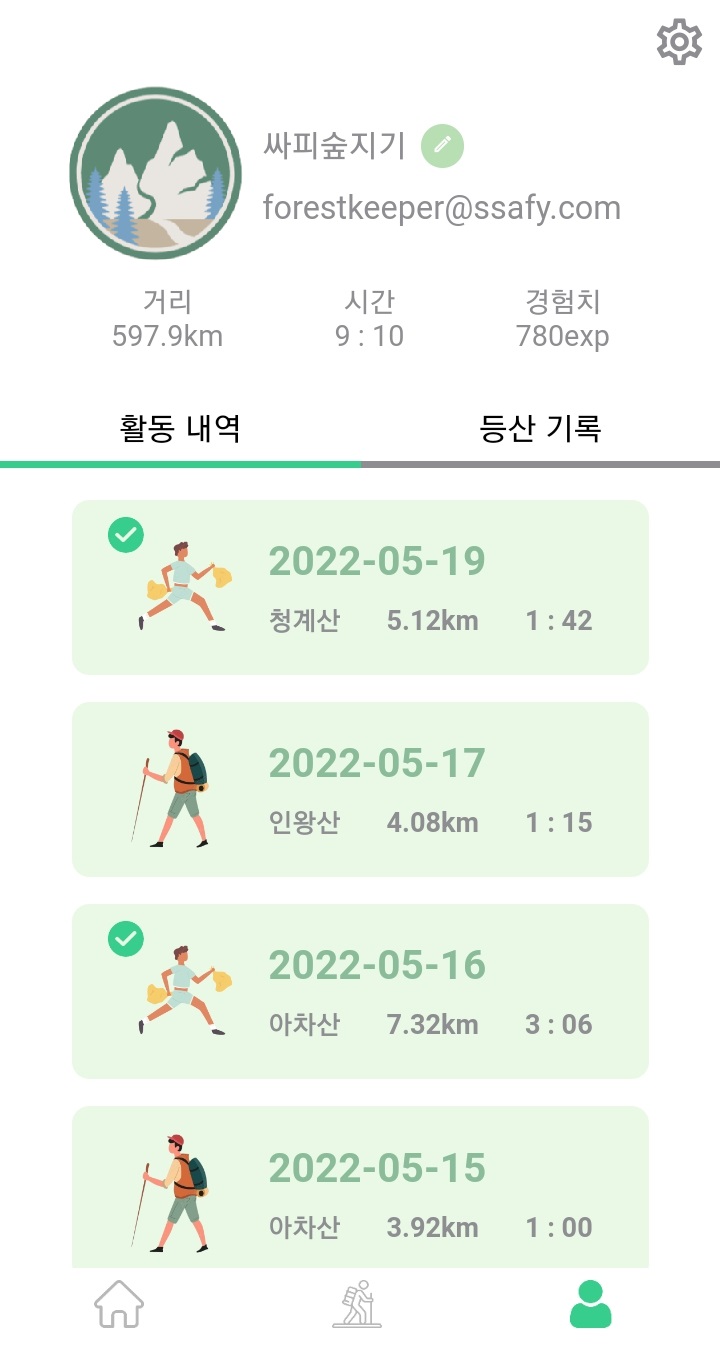 싸피숲지기
forestkeeper@ssafy.com
거리 시간 경험치
597.9km 9 : 10 780exp
활동 내역 등산 기록
2022-05-19
청계산 5.12km 1 : 42
2022-05-17
인왕산 4.08km 1 : 15
2022-05-16
아차산 7.32km 3 : 06
2022-05-15
아차산 3.92km 1 : 00